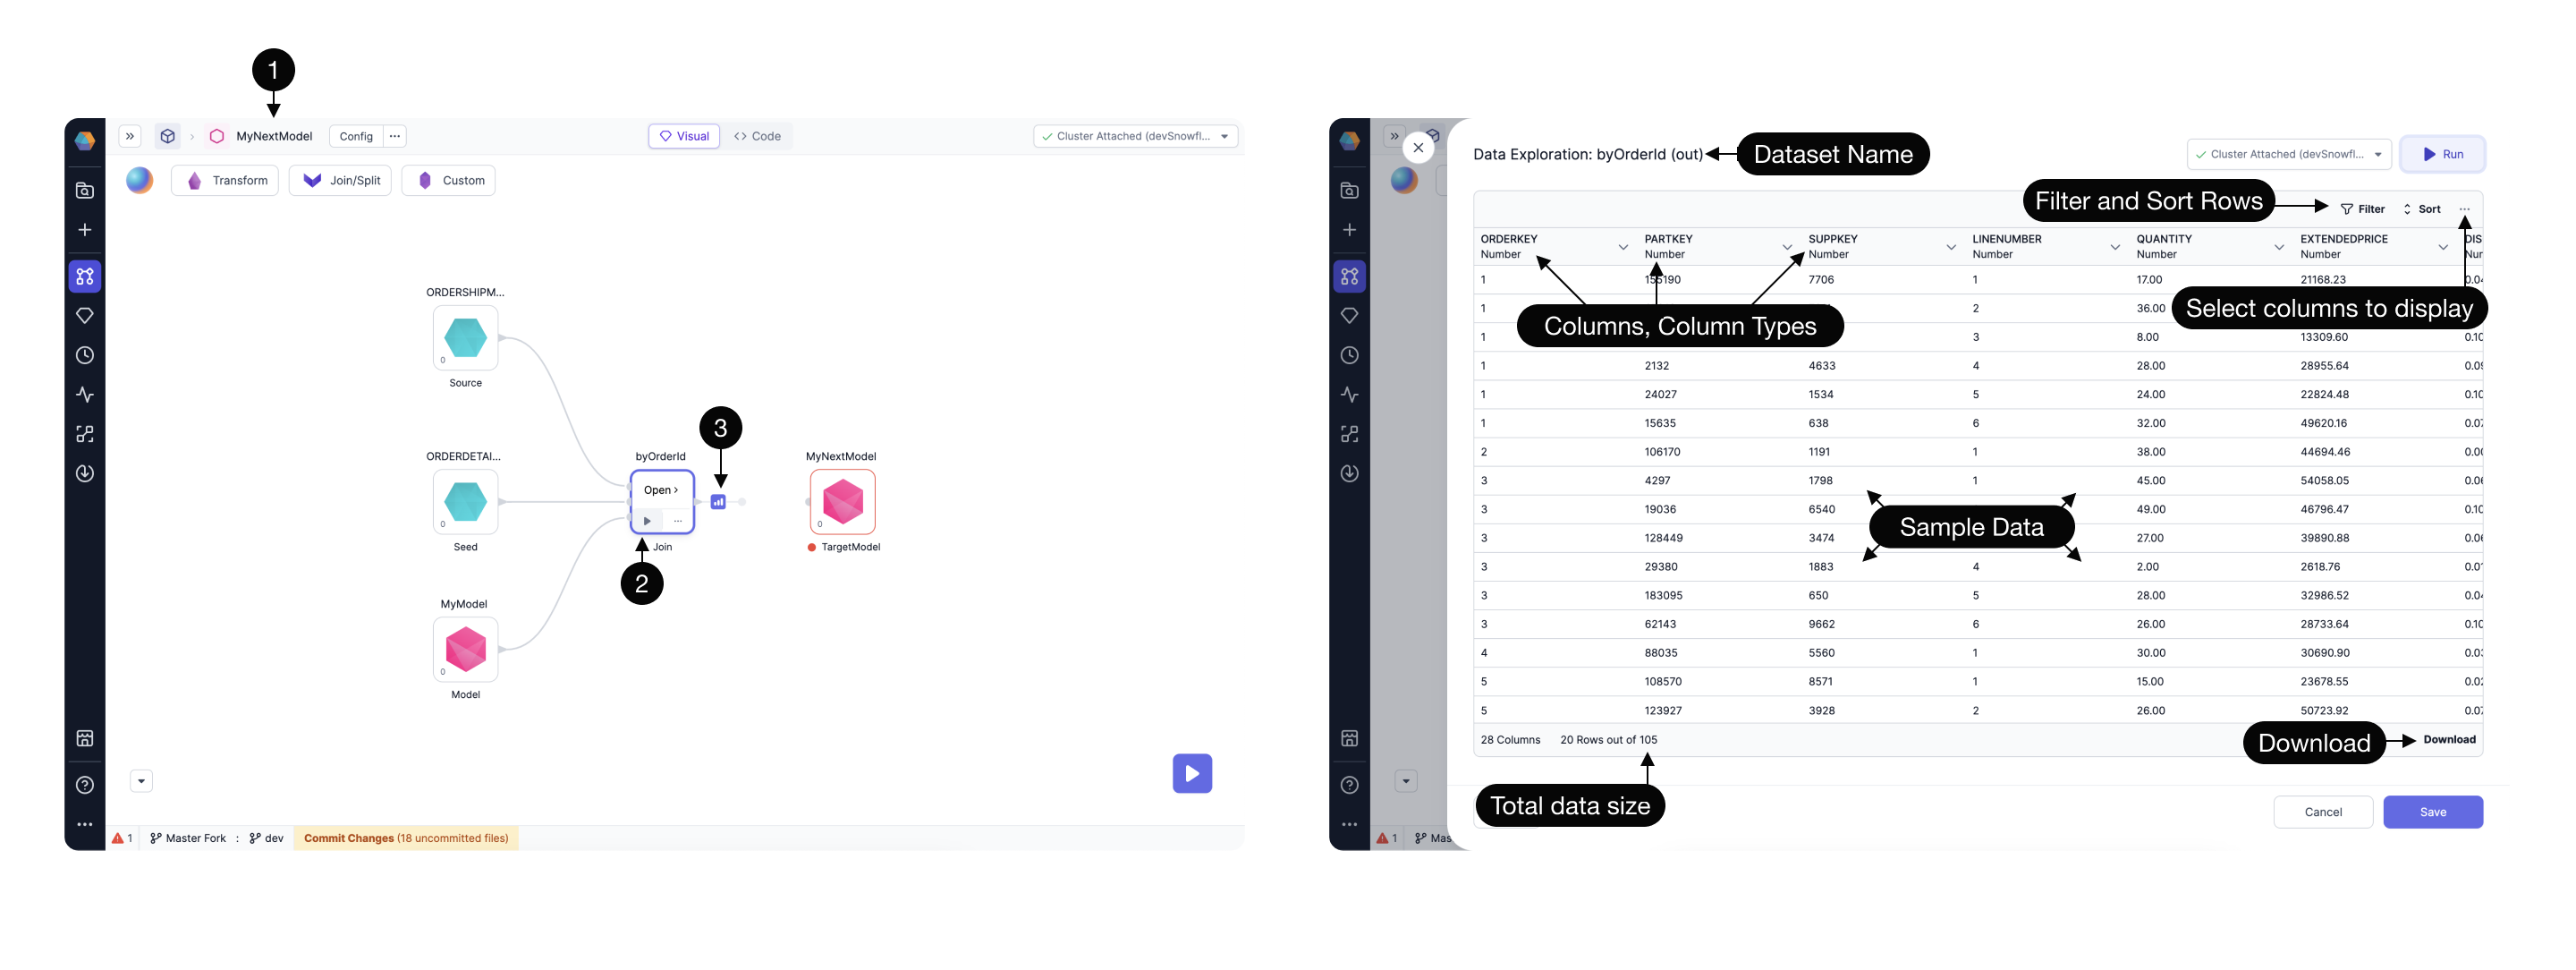 1
MyNextModel
Config
...
Visual
<> Code
Cluster Attached (devSnowfl...
Transform
Join/Split
Custom
ORDERSHIPM...
0
Source
ORDERDETAI...
0
Seed
MyModel
0
Model
byOrderId
Open >
...
Join
2
3
MyNextModel
0
TargetModel
1
Master Fork : dev
Commit Changes (18 uncommitted files)
Data Exploration: byOrderId (out)
Dataset Name
Cluster Attached (devSnowfl...
Run
Filter and Sort Rows
Filter
Sort
...
ORDERKEY PARTKEY SUPPKEY LINENUMBER QUANTITY EXTENDEDPRICE DIS
Number Number Number Number Number Number Nur
1 155190 7706 1 17.00 21168.23 0.04
1 2 36.00
Select columns to display
Columns, Column Types
1 3 8.00 13309.60 0.10
1 2132 4633 4 28.00 28955.64 0.09
1 24027 1534 5 24.00 22824.48 0.10
1 15635 638 6 32.00 49620.16 0.07
2 106170 1191 1 38.00 44694.46 0.00
3 4297 1798 1 45.00 54058.05 0.06
3 19036 6540 49.00 46796.47 0.10
Sample Data
3 128449 3474 27.00 39890.88 0.06
3 29380 1883 4 2.00 2618.76 0.01
3 183095 650 5 28.00 32986.52 0.04
3 62143 9662 6 26.00 28733.64 0.10
4 88035 5560 1 30.00 30690.90 0.03
5 108570 8571 1 15.00 23678.55 0.02
5 123927 3928 2 26.00 50723.92 0.07
28 Columns 20 Rows out of 105
Download
Download
Total data size
Cancel
Save
1
Mas